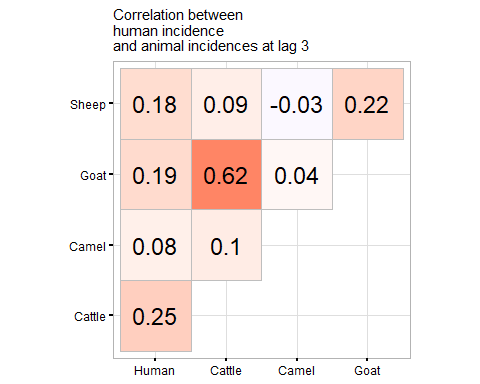 Correlation between
human incidence
and animal incidences at lag 3
Sheep 0.18 0.09 -0.03 0.22
Goat 0.19 0.62 0.04
Camel 0.08 0.1
Cattle 0.25
Human Cattle Camel Goat